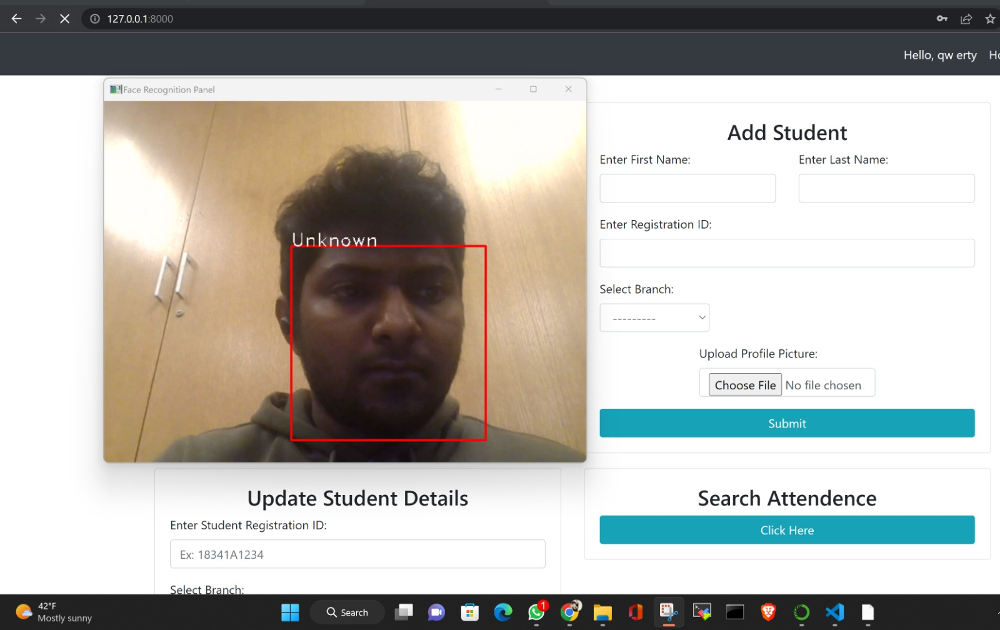 127.0.0.1:8000
Hello, qw erty
Face Recognition Panel
Unknown
Add Student
Enter First Name:
Enter Last Name:
Enter Registration ID:
Select Branch:
---------
Upload Profile Picture:
Choose File No file chosen
Submit
Update Student Details
Enter Student Registration ID:
Ex: 18341A1234
Select Branch:
Search Attendence
Click Here
42°F
Mostly sunny
Search
1